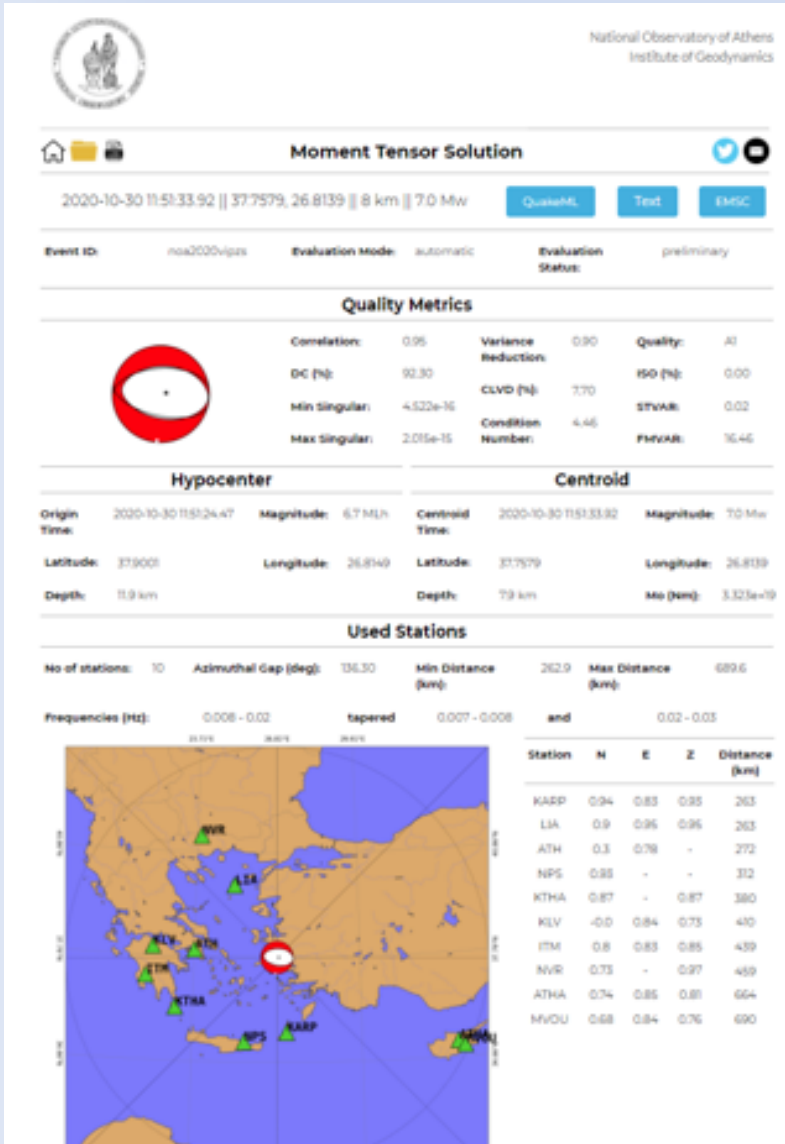 National Observatory of Athens
Institute of Geodynamics
Moment Tensor Solution
2020-10-30 11:51:33.92 || 37.7579, 26.8139 || 8 km || 7.0 Mw QuakeML Text EMSC
Event ID: noa2020vipzs Evaluation Mode: automatic Evaluation Status: preliminary
Quality Metrics
Correlation: 0.95 Variance Reduction: 0.90 Quality: A1
DC (%): 92.30 CLVD (%): 7.70 ISO (%): 0.00
Min Singular: 4.522e-16 Condition Number: 4.46 STVAR: 0.02
Max Singular: 2.015e-15 FMVAR: 16.46
Hypocenter Centroid
Origin Time: 2020-10-30 11:51:24.47 Magnitude: 6.7 MLh Centroid Time: 2020-10-30 11:51:33.92 Magnitude: 7.0 Mw
Latitude: 37.9001 Longitude: 26.8149 Latitude: 37.7579 Longitude: 26.8139
Depth: 11.9 km Depth: 7.9 km Mo (Nm): 3.323e+19
Used Stations
No of stations: 10 Azimuthal Gap (deg): 136.30 Min Distance (km): 262.9 Max Distance (km): 689.6
Frequencies (Hz): 0.008 - 0.02 tapered 0.007 - 0.008 and 0.02 - 0.03
Station N E Z Distance (km)
KARP 0.94 0.83 0.93 263
LIA 0.9 0.95 0.95 263
ATH 0.3 0.78 - 272
NPS 0.93 - - 312
KTHA 0.87 - 0.87 380
KLV -0.0 0.84 0.73 410
ITM 0.8 0.83 0.85 439
NVR 0.73 - 0.97 459
ATHA 0.74 0.85 0.81 664
MVOU 0.68 0.84 0.76 690
NVR
LIA
KLV
ATH
ITM
KTHA
NPS
KARP